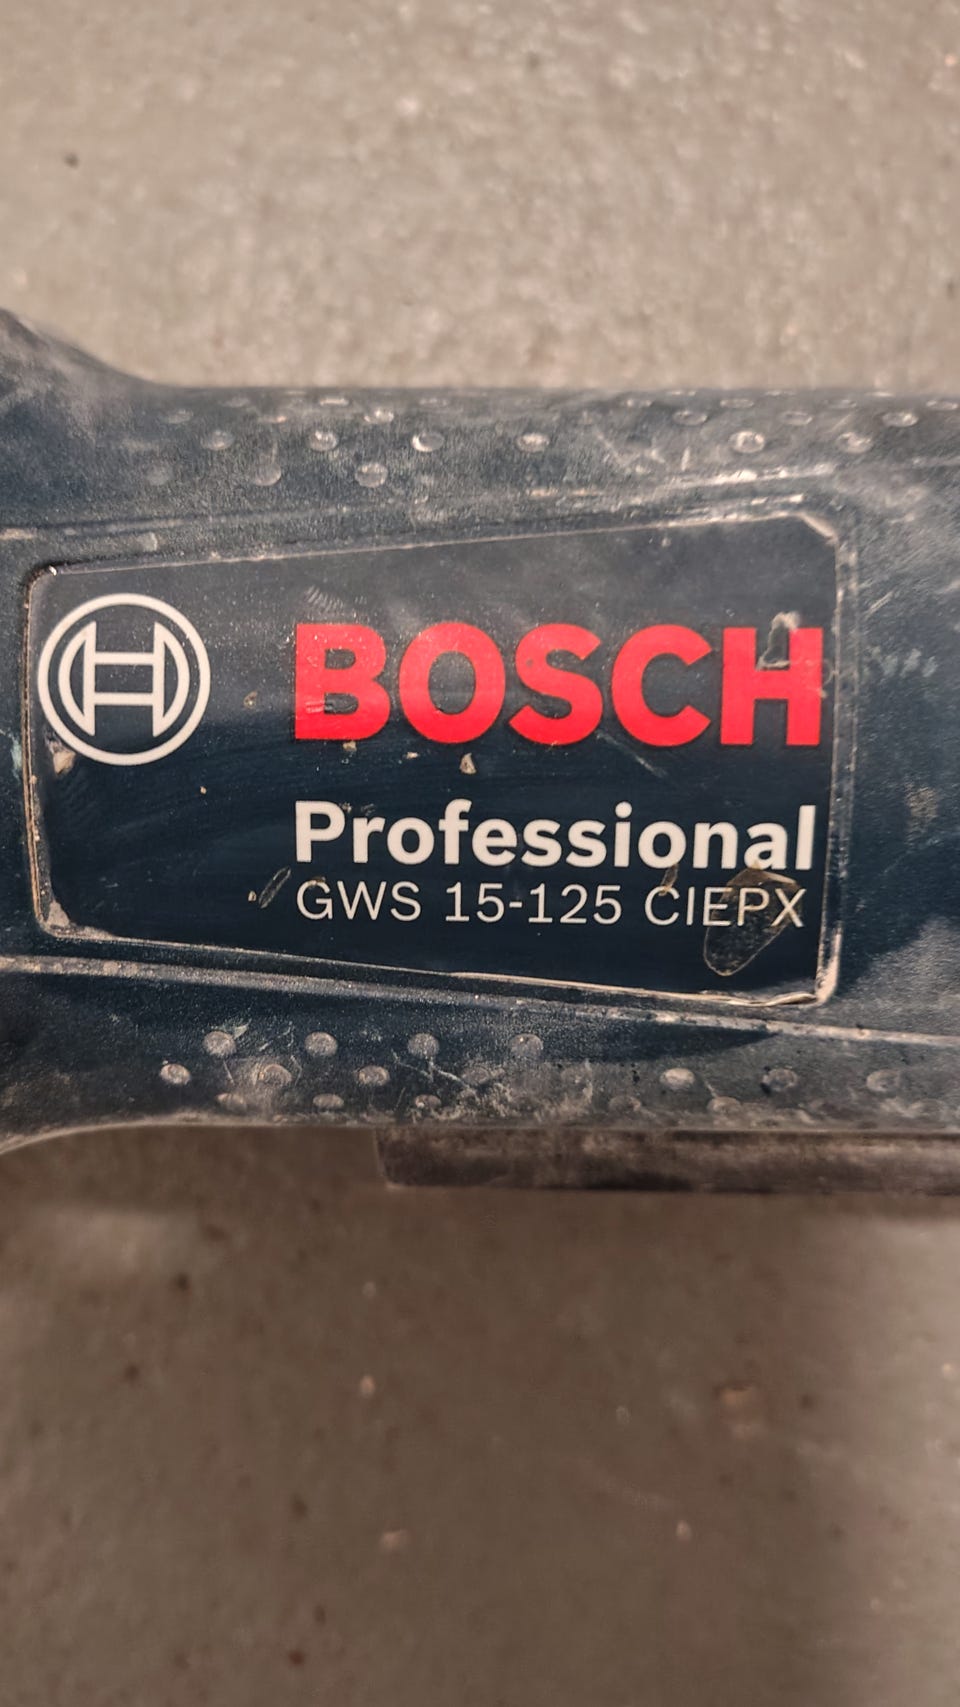 BOSCH
Professional
GWS 15-125 CIEPX